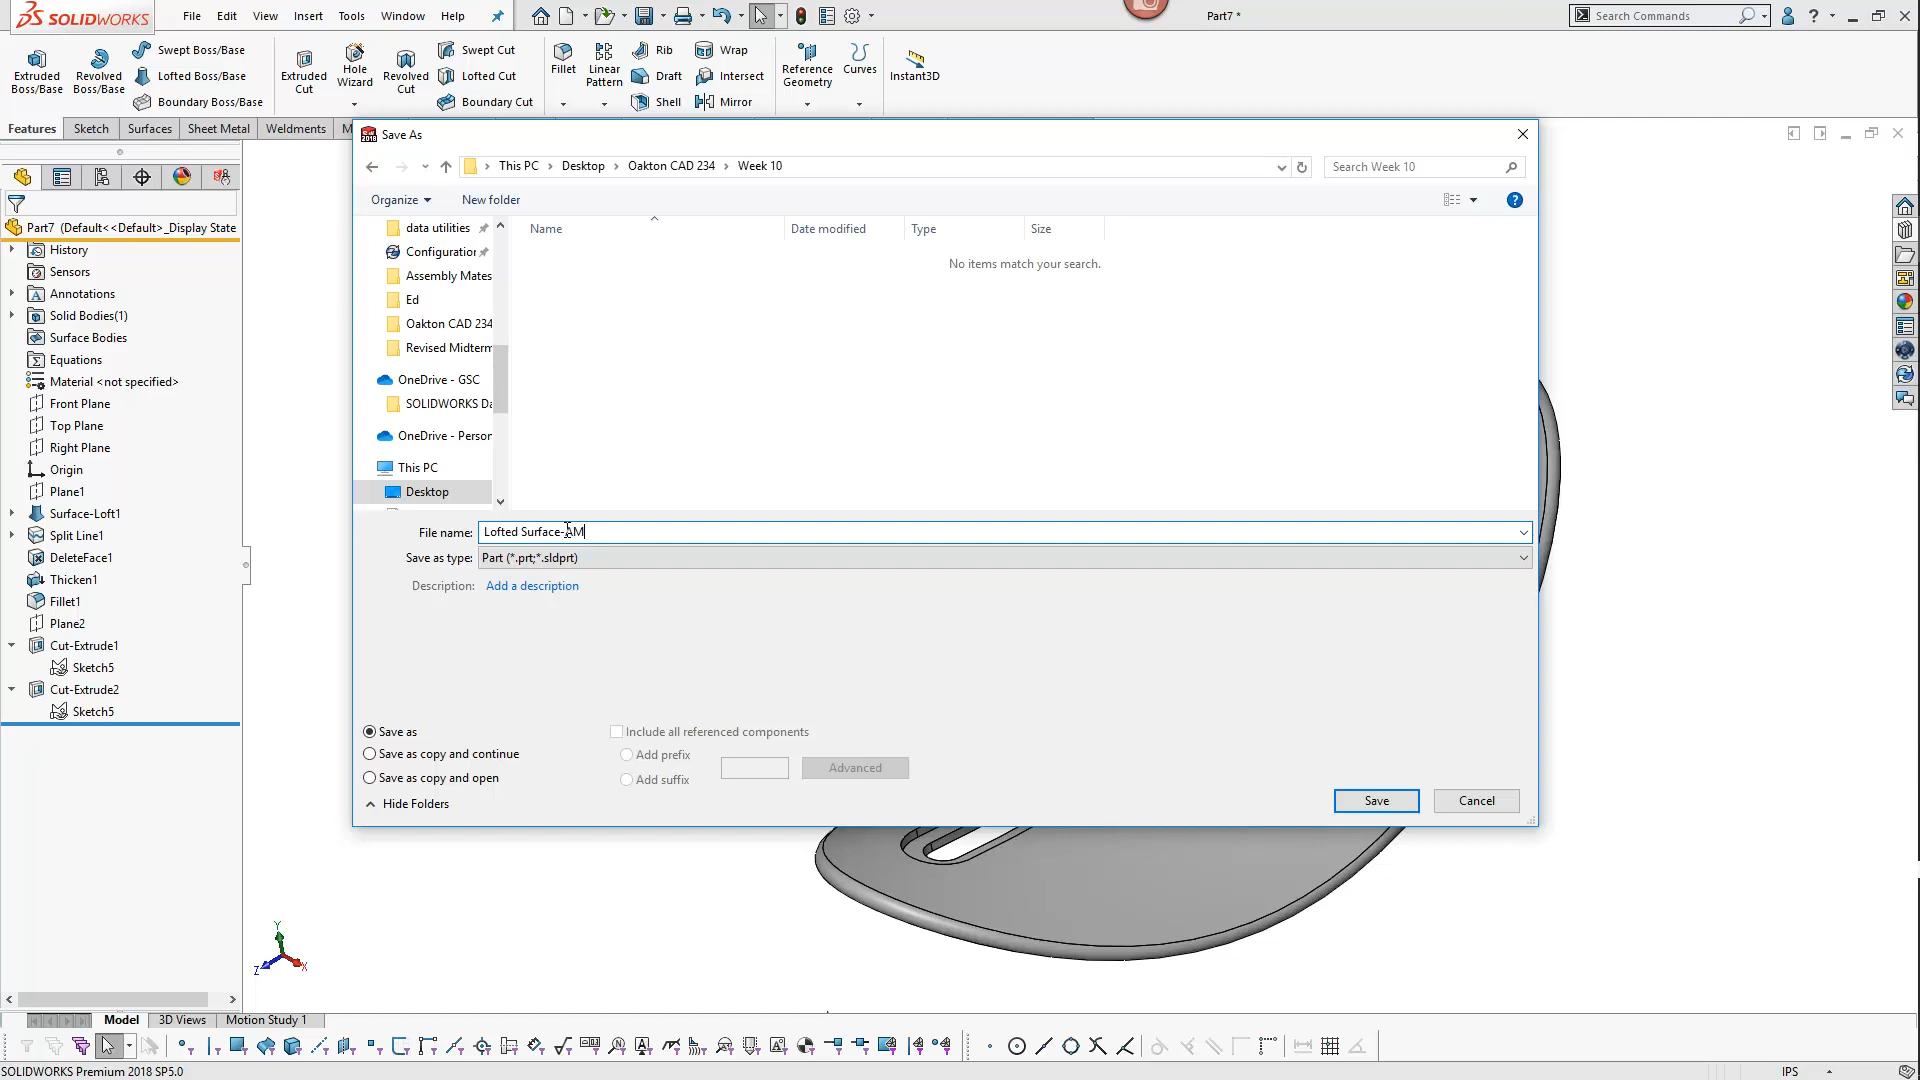 SOLIDWORKS
File Edit View Insert Tools Window Help
Part7 *
Search Commands
?
Extruded Boss/Base
Revolved Boss/Base
Swept Boss/Base
Lofted Boss/Base
Boundary Boss/Base
Extruded Cut
Hole Wizard
Revolved Cut
Swept Cut
Lofted Cut
Boundary Cut
Fillet
Linear Pattern
Rib
Draft
Shell
Wrap
Intersect
Mirror
Reference Geometry
Curves
Instant3D
Features Sketch Surfaces Sheet Metal Weldments M
Part7 (Default<<Default>_Display State
History
Sensors
Annotations
Solid Bodies(1)
Surface Bodies
Equations
Material <not specified>
Front Plane
Top Plane
Right Plane
Origin
Plane1
Surface-Loft1
Split Line1
DeleteFace1
Thicken1
Fillet1
Plane2
Cut-Extrude1
Sketch5
Cut-Extrude2
Sketch5
Save As
This PC > Desktop > Oakton CAD 234 > Week 10
Search Week 10
Organize New folder
?
Name Date modified Type Size
No items match your search.
data utilities
Configuration
Assembly Mates
Ed
Oakton CAD 234
Revised Midterm
OneDrive - GSC
SOLIDWORKS Da
OneDrive - Person
This PC
Desktop
File name: Lofted Surface-AM
Save as type: Part (*.prt;*.sldprt)
Description: Add a description
Save as
Save as copy and continue
Save as copy and open
Include all referenced components
Add prefix
Add suffix
Advanced
Hide Folders
Save Cancel
Y
Z
X
Model 3D Views Motion Study 1
SOLIDWORKS Premium 2018 SP5.0
IPS